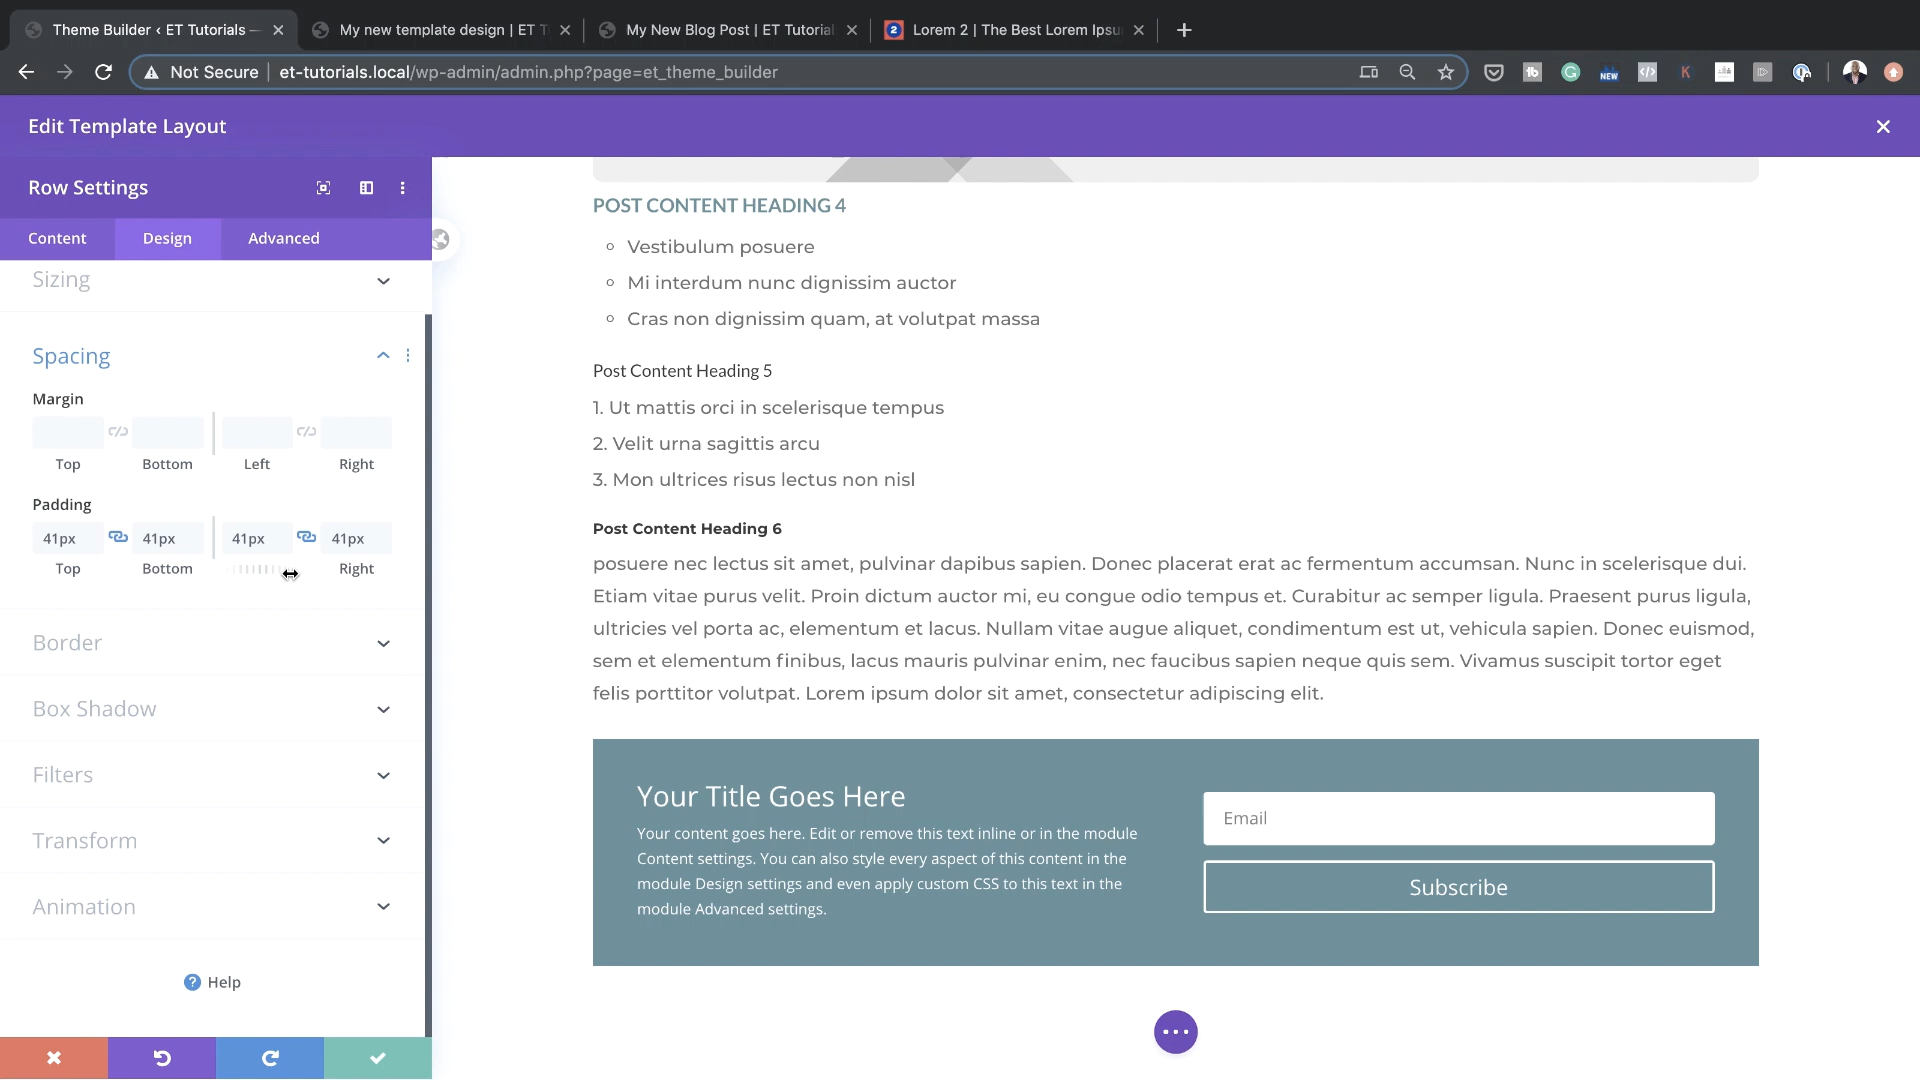 Theme Builder ‹ ET Tutorials —
My new template design | ET T
My New Blog Post | ET Tutorial
2
Lorem 2 | The Best Lorem Ipsu
Not Secure
et-tutorials.local/wp-admin/admin.php?page=et_theme_builder
tb
G
NEW
K
Edit Template Layout
Row Settings
Content
Design
Advanced
Sizing
Spacing
Margin
Top
Bottom
Left
Right
Padding
41px
41px
41px
41px
Top
Bottom
Right
Border
Box Shadow
Filters
Transform
Animation
? Help
POST CONTENT HEADING 4
Vestibulum posuere
Mi interdum nunc dignissim auctor
Cras non dignissim quam, at volutpat massa
Post Content Heading 5
1. Ut mattis orci in scelerisque tempus
2. Velit urna sagittis arcu
3. Mon ultrices risus lectus non nisl
Post Content Heading 6
posuere nec lectus sit amet, pulvinar dapibus sapien. Donec placerat erat ac fermentum accumsan. Nunc in scelerisque dui.
Etiam vitae purus velit. Proin dictum auctor mi, eu congue odio tempus et. Curabitur ac semper ligula. Praesent purus ligula,
ultricies vel porta ac, elementum et lacus. Nullam vitae augue aliquet, condimentum est ut, vehicula sapien. Donec euismod,
sem et elementum finibus, lacus mauris pulvinar enim, nec faucibus sapien neque quis sem. Vivamus suscipit tortor eget
felis porttitor volutpat. Lorem ipsum dolor sit amet, consectetur adipiscing elit.
Your Title Goes Here
Your content goes here. Edit or remove this text inline or in the module
Content settings. You can also style every aspect of this content in the
module Design settings and even apply custom CSS to this text in the
module Advanced settings.
Email
Subscribe